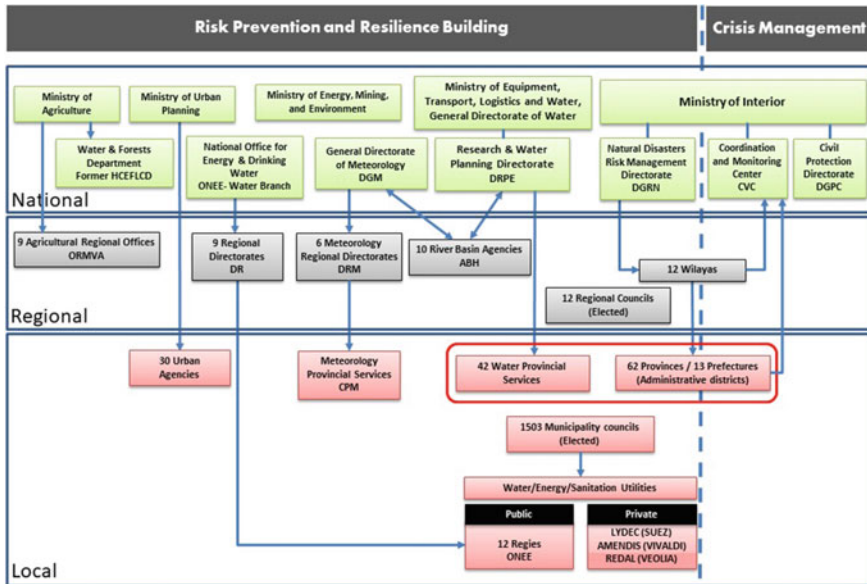 Risk Prevention and Resilience Building
Crisis Management
Ministry of
Agriculture
Ministry of Urban
Planning
Ministry of Energy, Mining,
and Environment
Ministry of Equipment,
Transport, Logistics and Water,
General Directorate of Water
Ministry of Interior
Water & Forests
Department
Former HCEFLCD
National Office for
Energy & Drinking
Water
ONEE- Water Branch
General Directorate
of Meteorology
DGM
Research & Water
Planning Directorate
DRPE
Natural Disasters
Risk Management
Directorate
DGRN
Coordination
and Monitoring
Center
CVC
Civil
Protection
Directorate
DGPC
National
9 Agricultural Regional Offices
ORMVA
9 Regional
Directorates
DR
6 Meteorology
Regional Directorates
DRM
10 River Basin Agencies
ABH
12 Wilayas
12 Regional Councils
(Elected)
Regional
30 Urban
Agencies
Meteorology
Provincial Services
CPM
42 Water Provincial
Services
62 Provinces / 13 Prefectures
(Administrative districts)
1503 Municipality councils
(Elected)
Water/Energy/Sanitation Utilities
Public
12 Regies
ONEE
Private
LYDEC (SUEZ)
AMENDIS (VIVALDI)
REDAL (VEOLIA)
Local